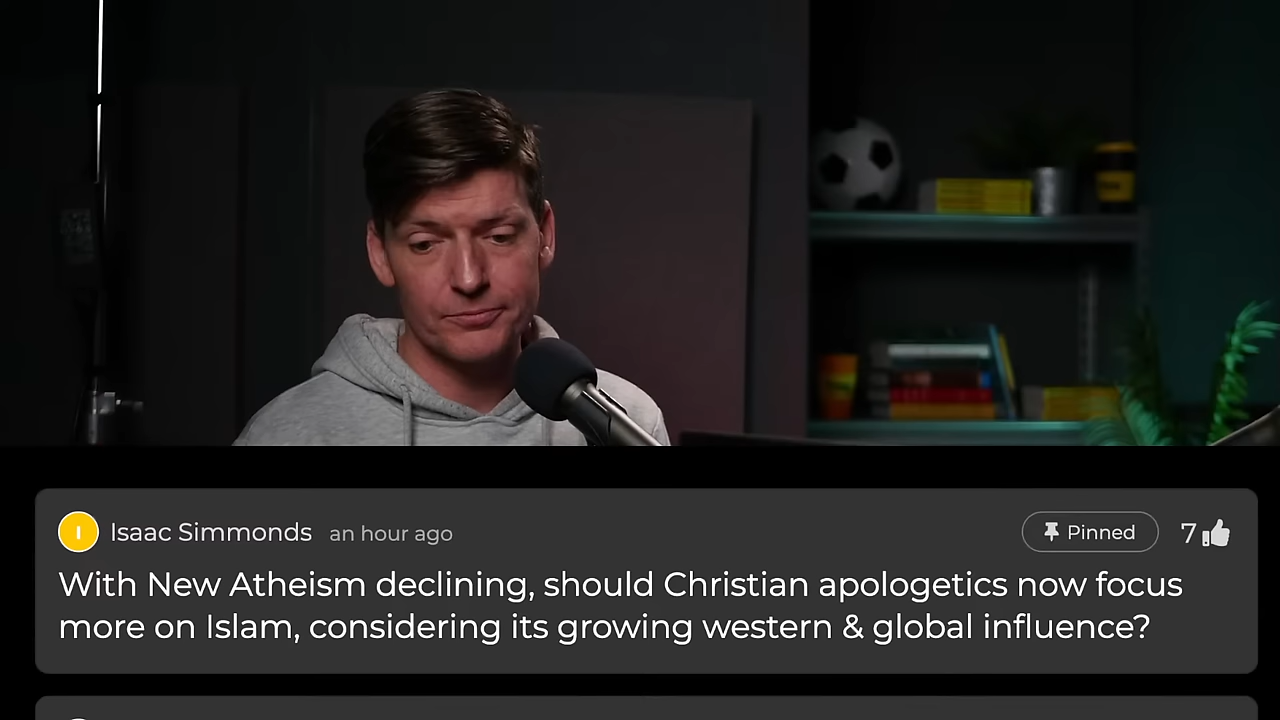 I
Isaac Simmonds an hour ago Pinned 7
With New Atheism declining, should Christian apologetics now focus
more on Islam, considering its growing western & global influence?